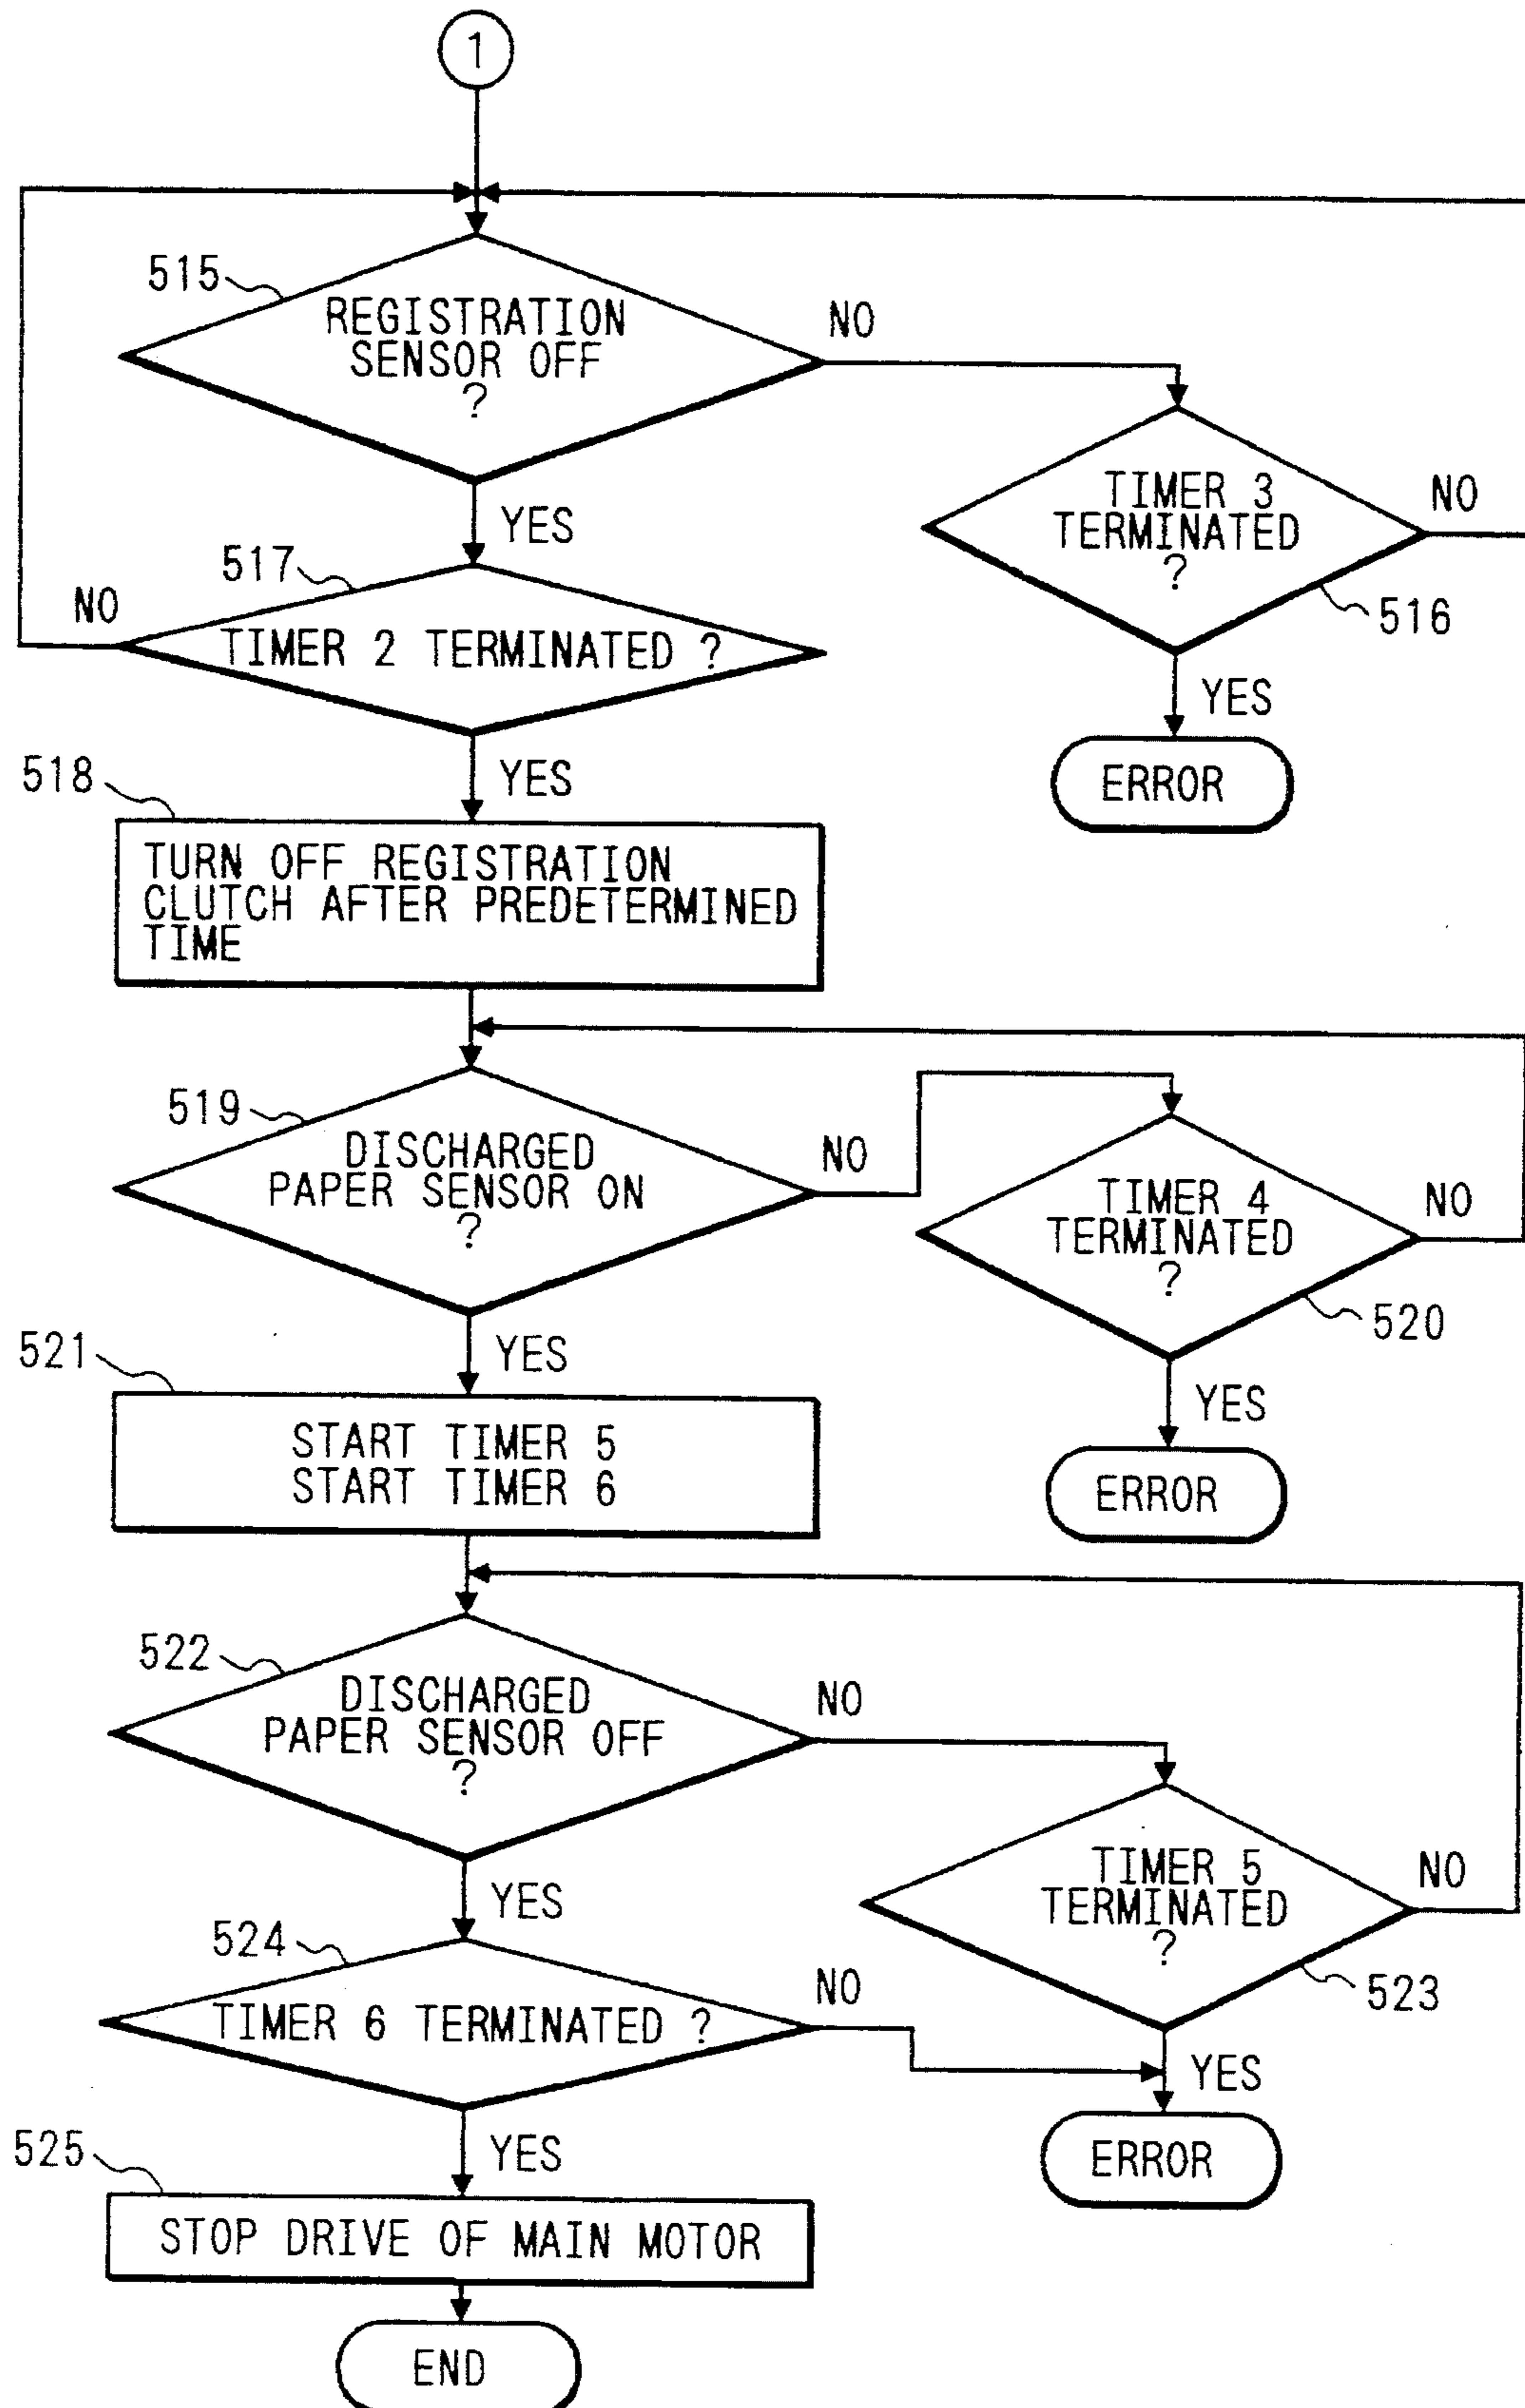 1
515
REGISTRATION
SENSOR OFF
?
NO
YES
TIMER 3
TERMINATED
?
NO
516
YES
ERROR
517
NO
TIMER 2 TERMINATED ?
YES
518
TURN OFF REGISTRATION
CLUTCH AFTER PREDETERMINED
TIME
519
DISCHARGED
PAPER SENSOR ON
?
NO
YES
TIMER 4
TERMINATED
?
NO
520
YES
ERROR
521
START TIMER 5
START TIMER 6
522
DISCHARGED
PAPER SENSOR OFF
?
NO
YES
TIMER 5
TERMINATED
?
NO
523
YES
ERROR
524
TIMER 6 TERMINATED ?
NO
YES
525
STOP DRIVE OF MAIN MOTOR
END